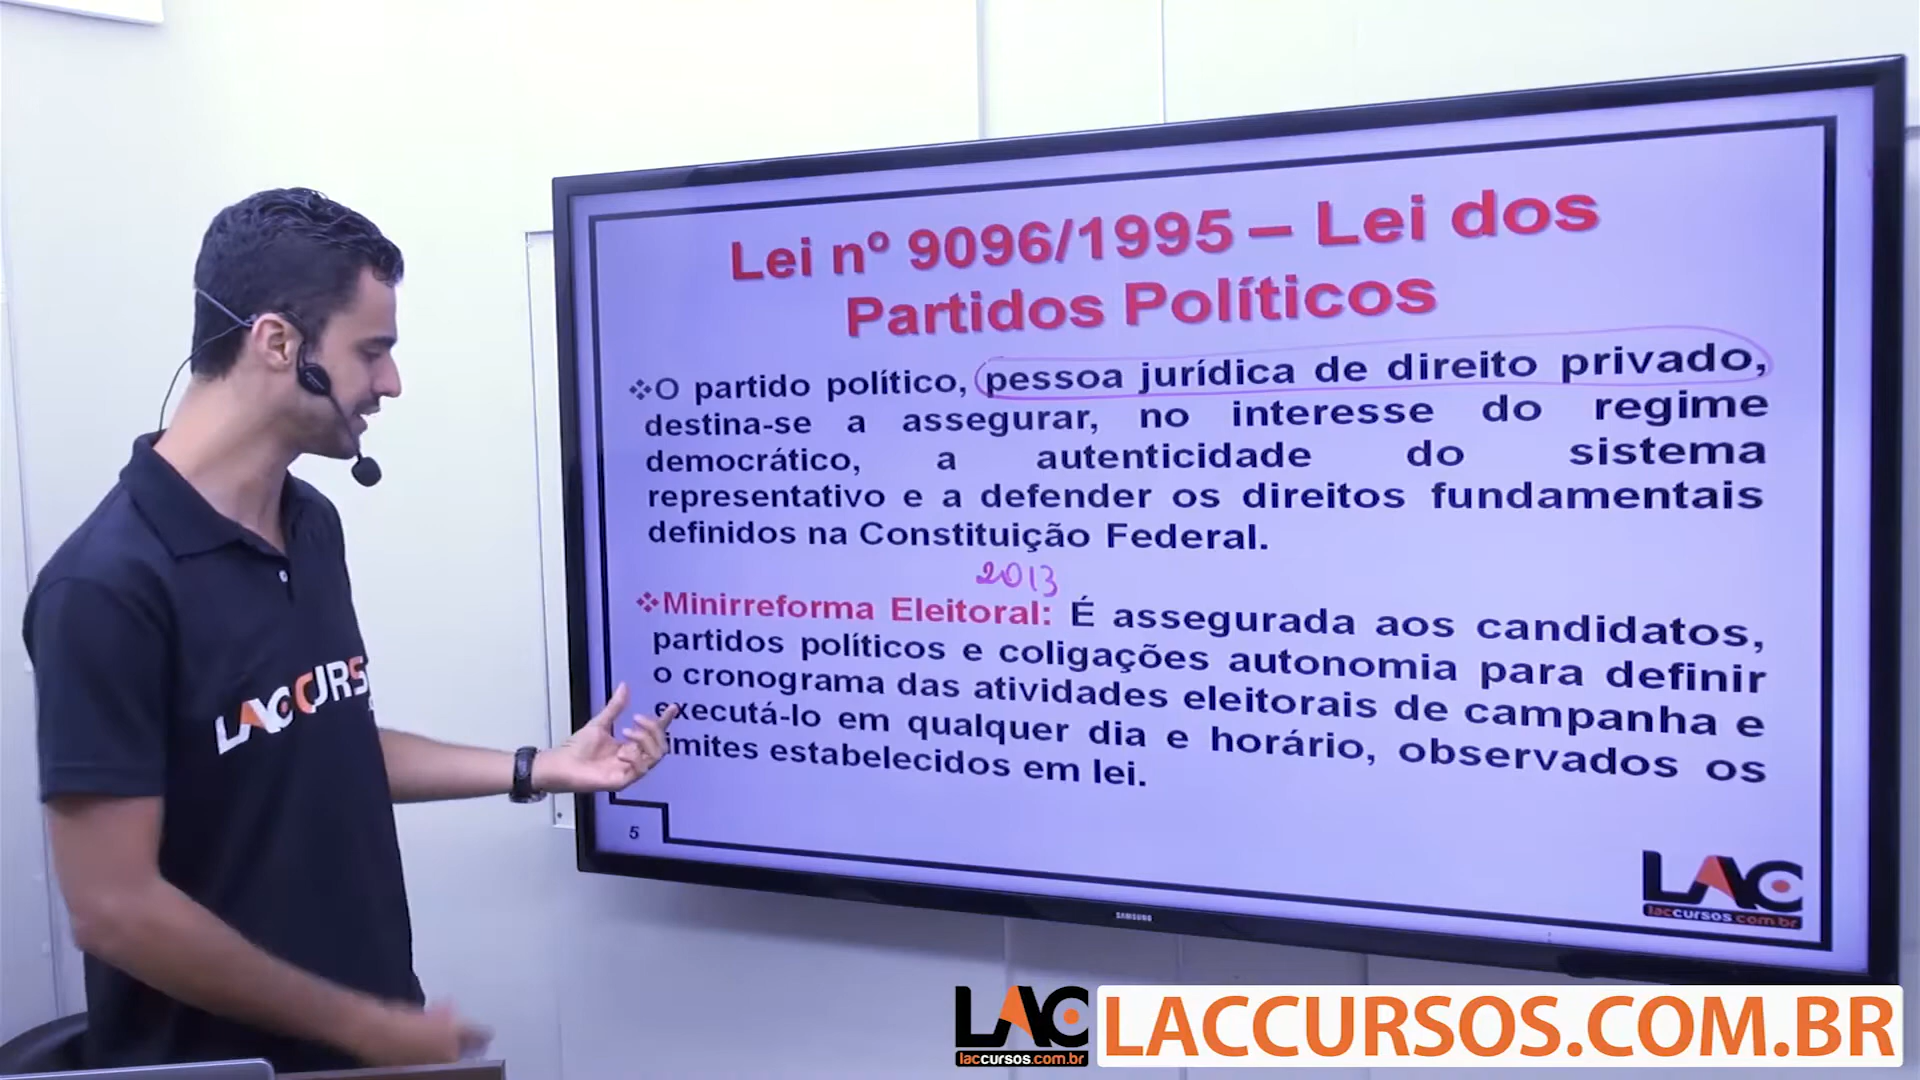 Lei nº 9096/1995 – Lei dos
Partidos Políticos
❖O partido político, pessoa jurídica de direito privado,
destina-se a assegurar, no interesse do regime
democrático, a autenticidade do sistema
representativo e a defender os direitos fundamentais
definidos na Constituição Federal.
2013
❖Minirreforma Eleitoral: É assegurada aos candidatos,
partidos políticos e coligações autonomia para definir
o cronograma das atividades eleitorais de campanha e
executá-lo em qualquer dia e horário, observados os
limites estabelecidos em lei.
5
LAC
laccursos.com.br
SAMSUNG
LAC CURS
LAC
laccursos.com.br
LACCURSOS.COM.BR